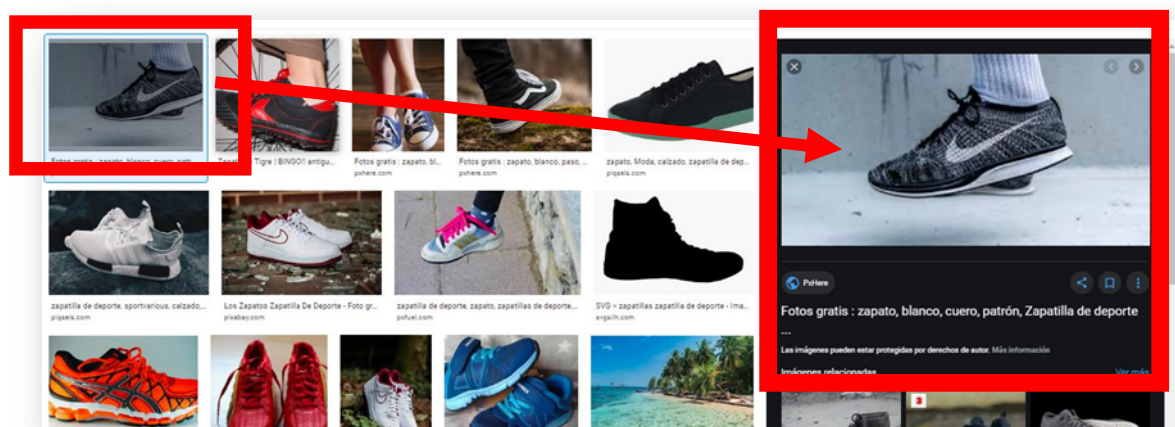 Fotos gratis : zapato, blanco, cuero, patr...
Tigre | BINGO!! antigu...
Fotos gratis : zapato, bl...
pxhere.com
Fotos gratis : zapato, blanco, paso, ...
pxhere.com
zapato, Moda, calzado, zapatilla de dep...
piqsels.com
zapatilla de deporte, sportvarious, calzado,...
piqsels.com
Los Zapatos Zapatilla De Deporte - Foto gr...
pixabay.com
zapatilla de deporte, zapato, zapatillas de deporte,...
pxfuel.com
SVG > zapatillas zapatilla de deporte - Ima...
svgsilh.com
PxHere
Fotos gratis : zapato, blanco, cuero, patrón, Zapatilla de deporte
...
Las imágenes pueden estar protegidas por derechos de autor. Más información
Imágenes relacionadas
Ver más
3